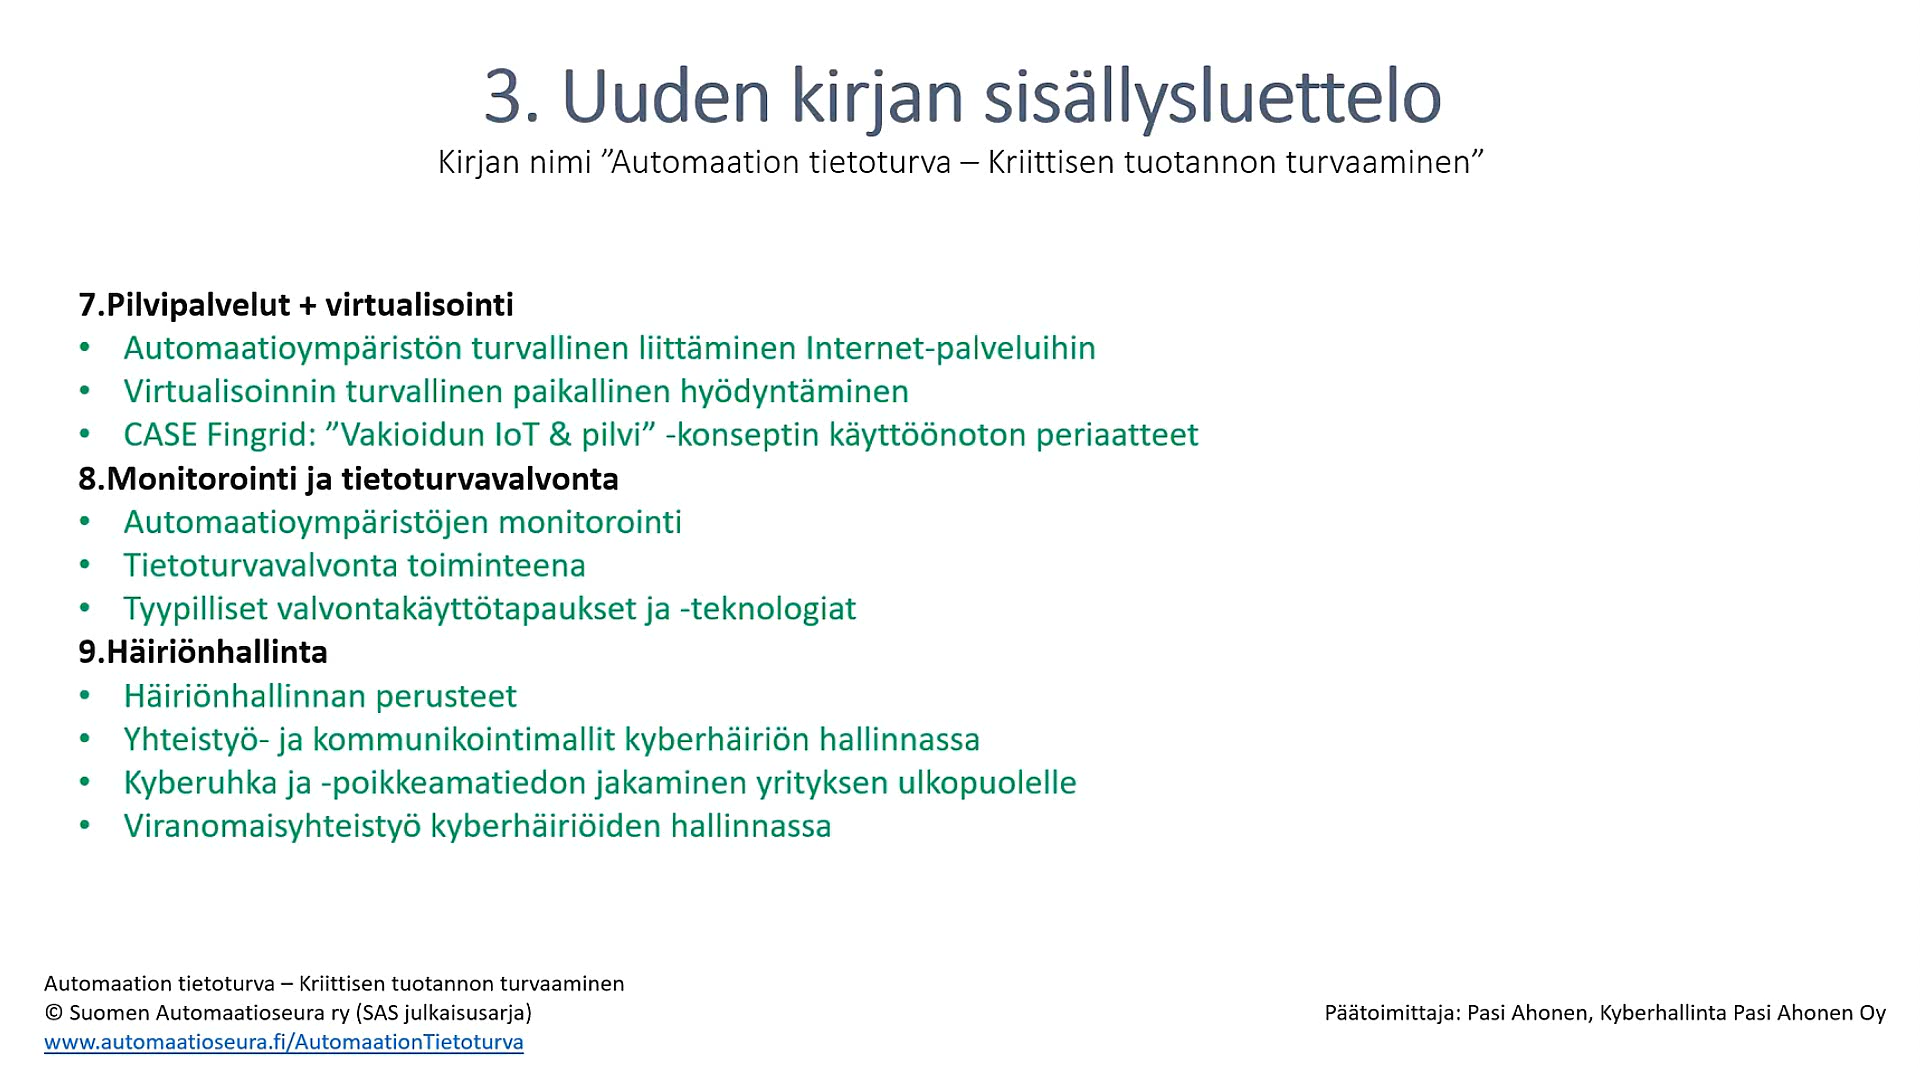 3. Uuden kirjan sisällysluettelo
Kirjan nimi ”Automaation tietoturva – Kriittisen tuotannon turvaaminen”
7.Pilvipalvelut + virtualisointi
• Automaatioympäristön turvallinen liittäminen Internet-palveluihin
• Virtualisoinnin turvallinen paikallinen hyödyntäminen
• CASE Fingrid: ”Vakioidun IoT & pilvi” -konseptin käyttöönoton periaatteet
8.Monitorointi ja tietoturvavalvonta
• Automaatioympäristöjen monitorointi
• Tietoturvavalvonta toiminteena
• Tyypilliset valvontakäyttötapaukset ja -teknologiat
9.Häiriönhallinta
• Häiriönhallinnan perusteet
• Yhteistyö- ja kommunikointimallit kyberhäiriön hallinnassa
• Kyberuhka ja -poikkeamatiedon jakaminen yrityksen ulkopuolelle
• Viranomaisyhteistyö kyberhäiriöiden hallinnassa
Automaation tietoturva – Kriittisen tuotannon turvaaminen
© Suomen Automaatioseura ry (SAS julkaisusarja)
www.automaatioseura.fi/AutomaationTietoturva
Päätoimittaja: Pasi Ahonen, Kyberhallinta Pasi Ahonen Oy